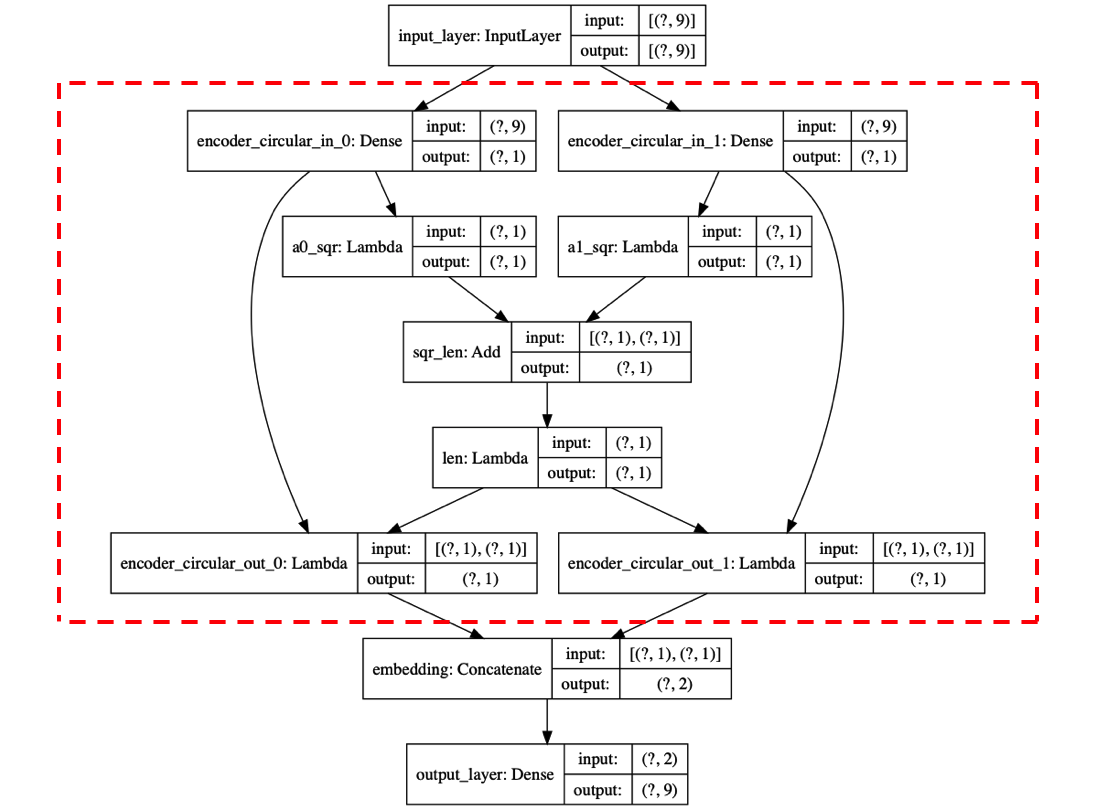 input_layer: InputLayer
input: [(?, 9)]
output: [(?, 9)]
encoder_circular_in_0: Dense
input: (?, 9)
output: (?, 1)
encoder_circular_in_1: Dense
input: (?, 9)
output: (?, 1)
a0_sqr: Lambda
input: (?, 1)
output: (?, 1)
a1_sqr: Lambda
input: (?, 1)
output: (?, 1)
sqr_len: Add
input: [(?, 1), (?, 1)]
output: (?, 1)
len: Lambda
input: (?, 1)
output: (?, 1)
encoder_circular_out_0: Lambda
input: [(?, 1), (?, 1)]
output: (?, 1)
encoder_circular_out_1: Lambda
input: [(?, 1), (?, 1)]
output: (?, 1)
embedding: Concatenate
input: [(?, 1), (?, 1)]
output: (?, 2)
output_layer: Dense
input: (?, 2)
output: (?, 9)